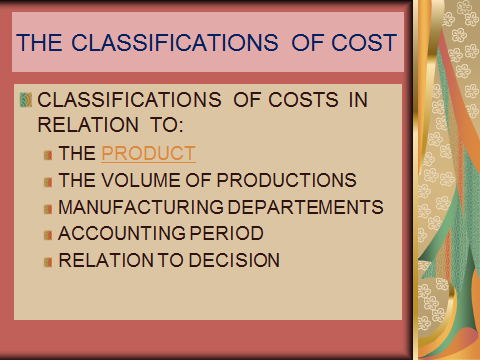 THE CLASSIFICATIONS OF COST
CLASSIFICATIONS OF COSTS IN
RELATION TO:
THE PRODUCT
THE VOLUME OF PRODUCTIONS
MANUFACTURING DEPARTEMENTS
ACCOUNTING PERIOD
RELATION TO DECISION